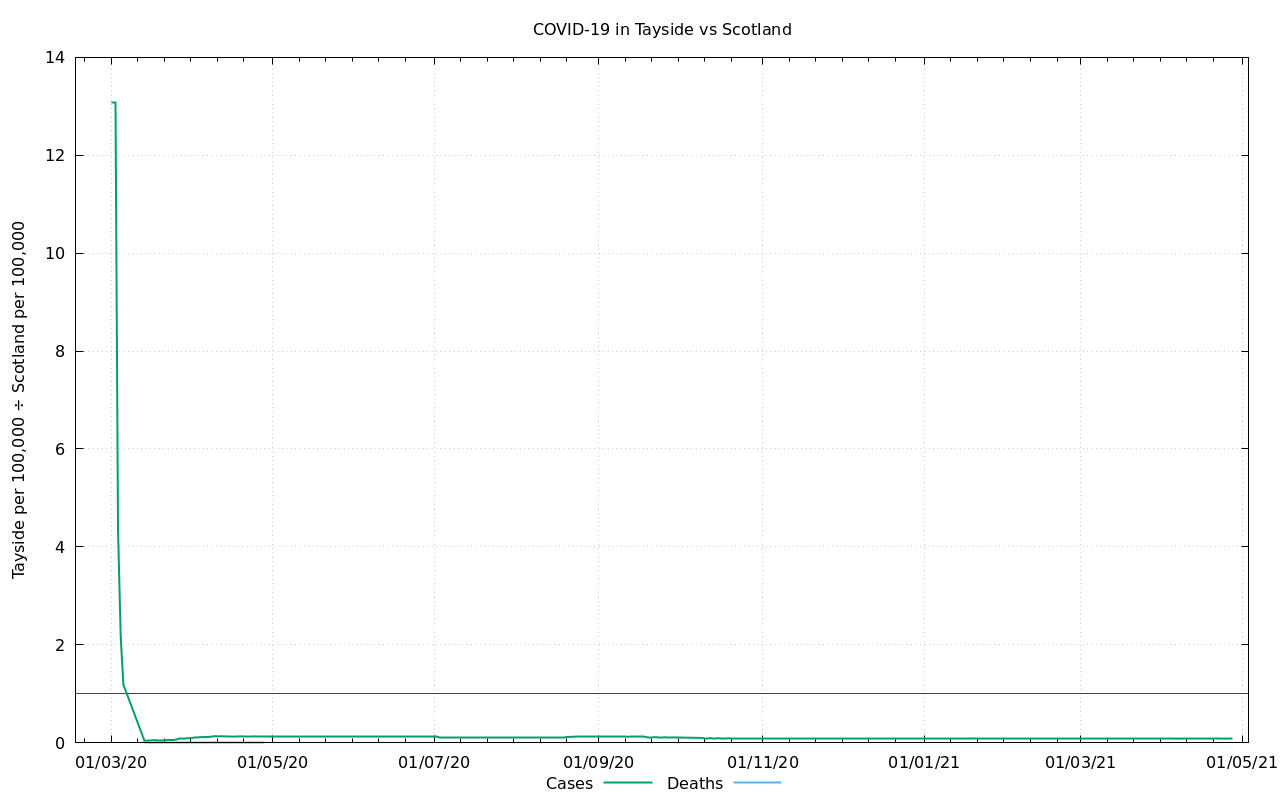 COVID-19 in Tayside vs Scotland
Tayside per 100,000 ÷ Scotland per 100,000
14
12
10
8
6
4
2
0
01/03/20 01/05/20 01/07/20 01/09/20 01/11/20 01/01/21 01/03/21 01/05/21
Cases Deaths